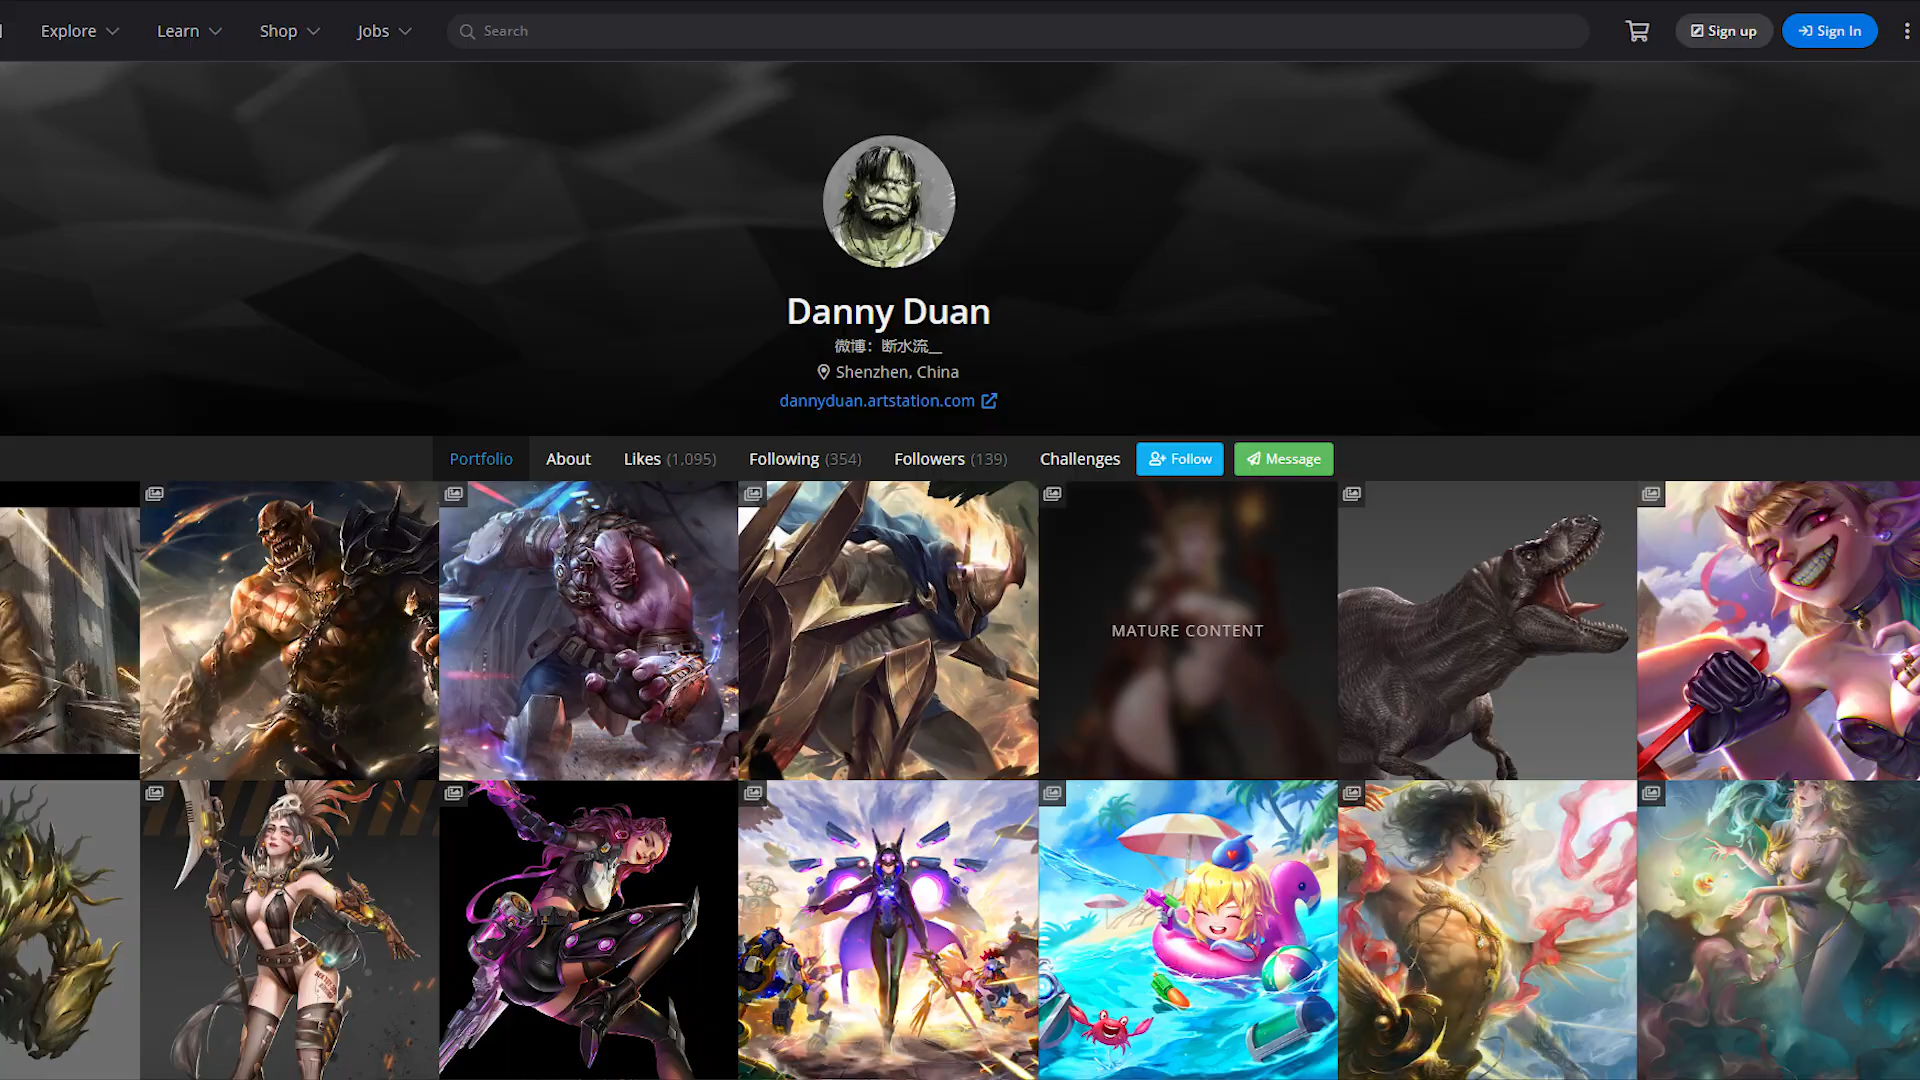 Explore
Learn
Shop
Jobs
Search
Sign up
Sign In
Danny Duan
微博：断水流__
Shenzhen, China
dannyduan.artstation.com
Portfolio
About
Likes (1,095)
Following (354)
Followers (139)
Challenges
Follow
Message
MATURE CONTENT